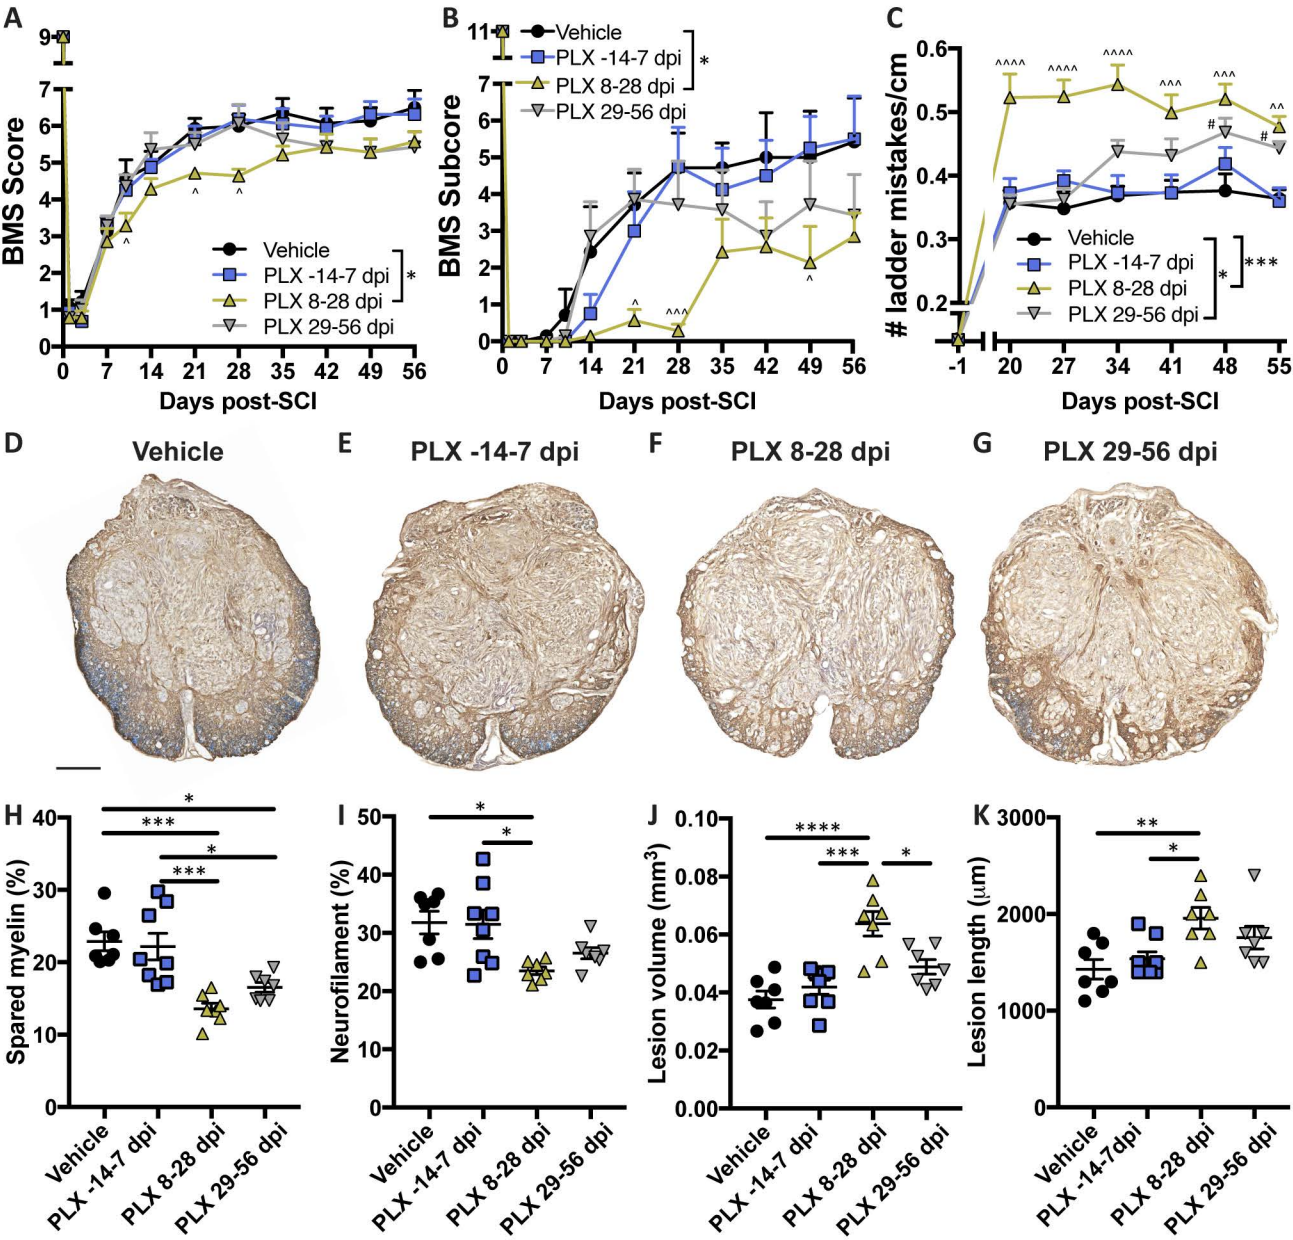 A
9
7
6
5
4
3
2
1
0
BMS Score
^
^
^
Vehicle
PLX -14-7 dpi
PLX 8-28 dpi
PLX 29-56 dpi
*
0 7 14 21 28 35 42 49 56
Days post-SCI
B
11
7
6
5
4
3
2
1
0
BMS Subcore
Vehicle
PLX -14-7 dpi
PLX 8-28 dpi
PLX 29-56 dpi
*
^
^^^
^
0 7 14 21 28 35 42 49 56
Days post-SCI
C
0.6
0.5
0.4
0.3
0.2
# ladder mistakes/cm
^^^^ ^^^^ ^^^^ ^^^ ^^^ ^^
# #
Vehicle
PLX -14-7 dpi
PLX 8-28 dpi
PLX 29-56 dpi
* ***
-1 20 27 34 41 48 55
Days post-SCI
D Vehicle
E PLX -14-7 dpi
F PLX 8-28 dpi
G PLX 29-56 dpi
H
40
30
20
10
0
Spared myelin (%)
*
***
*
***
Vehicle
PLX -14-7 dpi
PLX 8-28 dpi
PLX 29-56 dpi
I
50
40
30
20
10
0
Neurofilament (%)
*
*
Vehicle
PLX -14-7 dpi
PLX 8-28 dpi
PLX 29-56 dpi
J
0.10
0.08
0.06
0.04
0.02
0.00
Lesion volume (mm³)
****
*** *
Vehicle
PLX -14-7 dpi
PLX 8-28 dpi
PLX 29-56 dpi
K
3000
2000
1000
0
Lesion length (μm)
**
*
Vehicle
PLX -14-7dpi
PLX 8-28 dpi
PLX 29-56 dpi